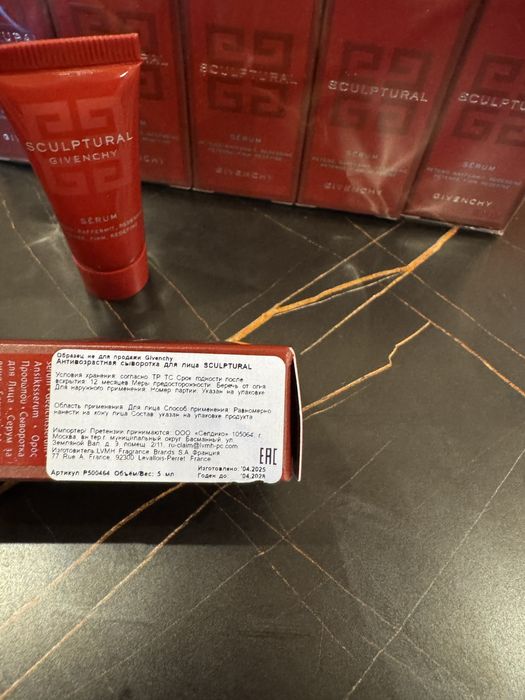 SCULPTURAL
GIVENCHY
SÉRUM
SCULPTURAL
SÉRUM
SCULPTURAL
SÉRUM
GIVENCHY
SCULPTURAL
SÉRUM
GIVENCHY
Образец не для продажи Givenchy
Антивозрастная сыворотка для лица SCULPTURAL
Условия хранения: согласно ТР ТС Срок годности после
вскрытия: 12 месяцев Меры предосторожности: Беречь от огня
Для наружного применения. Номер партии: Указан на упаковке
Область применения: Для лица Способ применения: Равномерно
нанести на кожу лица Состав: указан на упаковке продукта
Импортер/ Претензии принимаются: ООО «Селдико» 105064, г.
Москва, вн.тер.г. муниципальный округ Басманный, ул.
Земляной Вал, д. 9, помещ. 2/11, ru-claim@lvmh-pc.com
Изготовитель:LVMH Fragrance Brands S.A.,Франция
77 Rue A. France, 92300 Levallois-Perret, France
EAC
Артикул: P500464 Объём/Вес: 5 мл
Изготовлено: '04.2025
Годен до: '04.2028